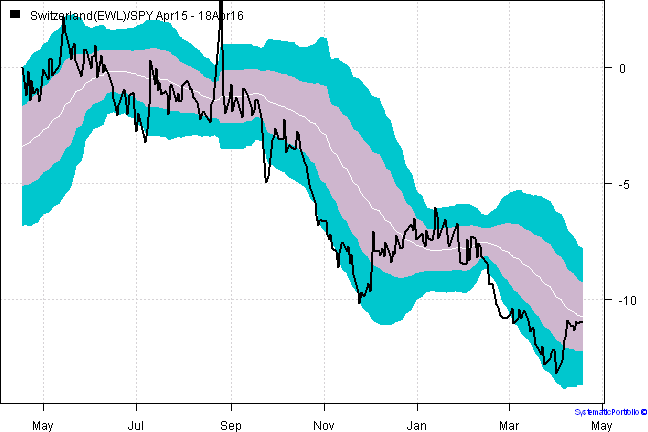 Switzerland(EWL)/SPY Apr15 - 18Apr16
0
-5
-10
May Jul Sep Nov Jan Mar May
SystematicPortfolio ©